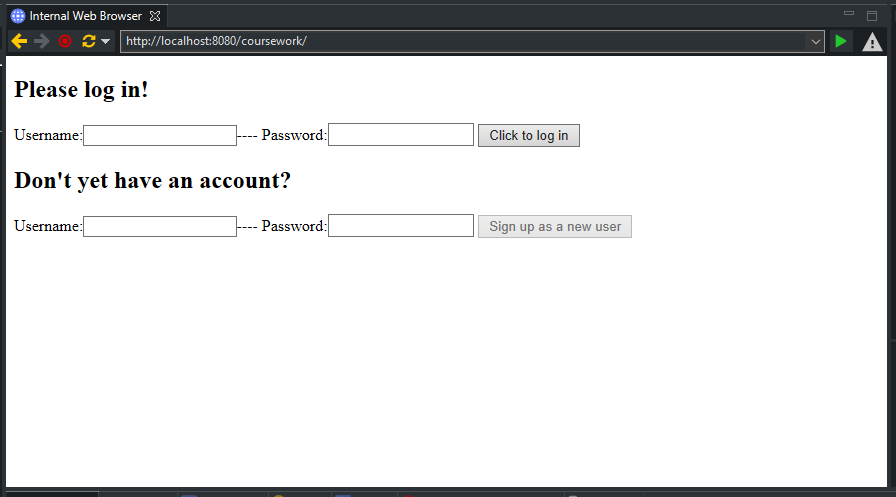 Internal Web Browser
http://localhost:8080/coursework/
Please log in!
Username: ---- Password: Click to log in
Don't yet have an account?
Username: ---- Password: Sign up as a new user